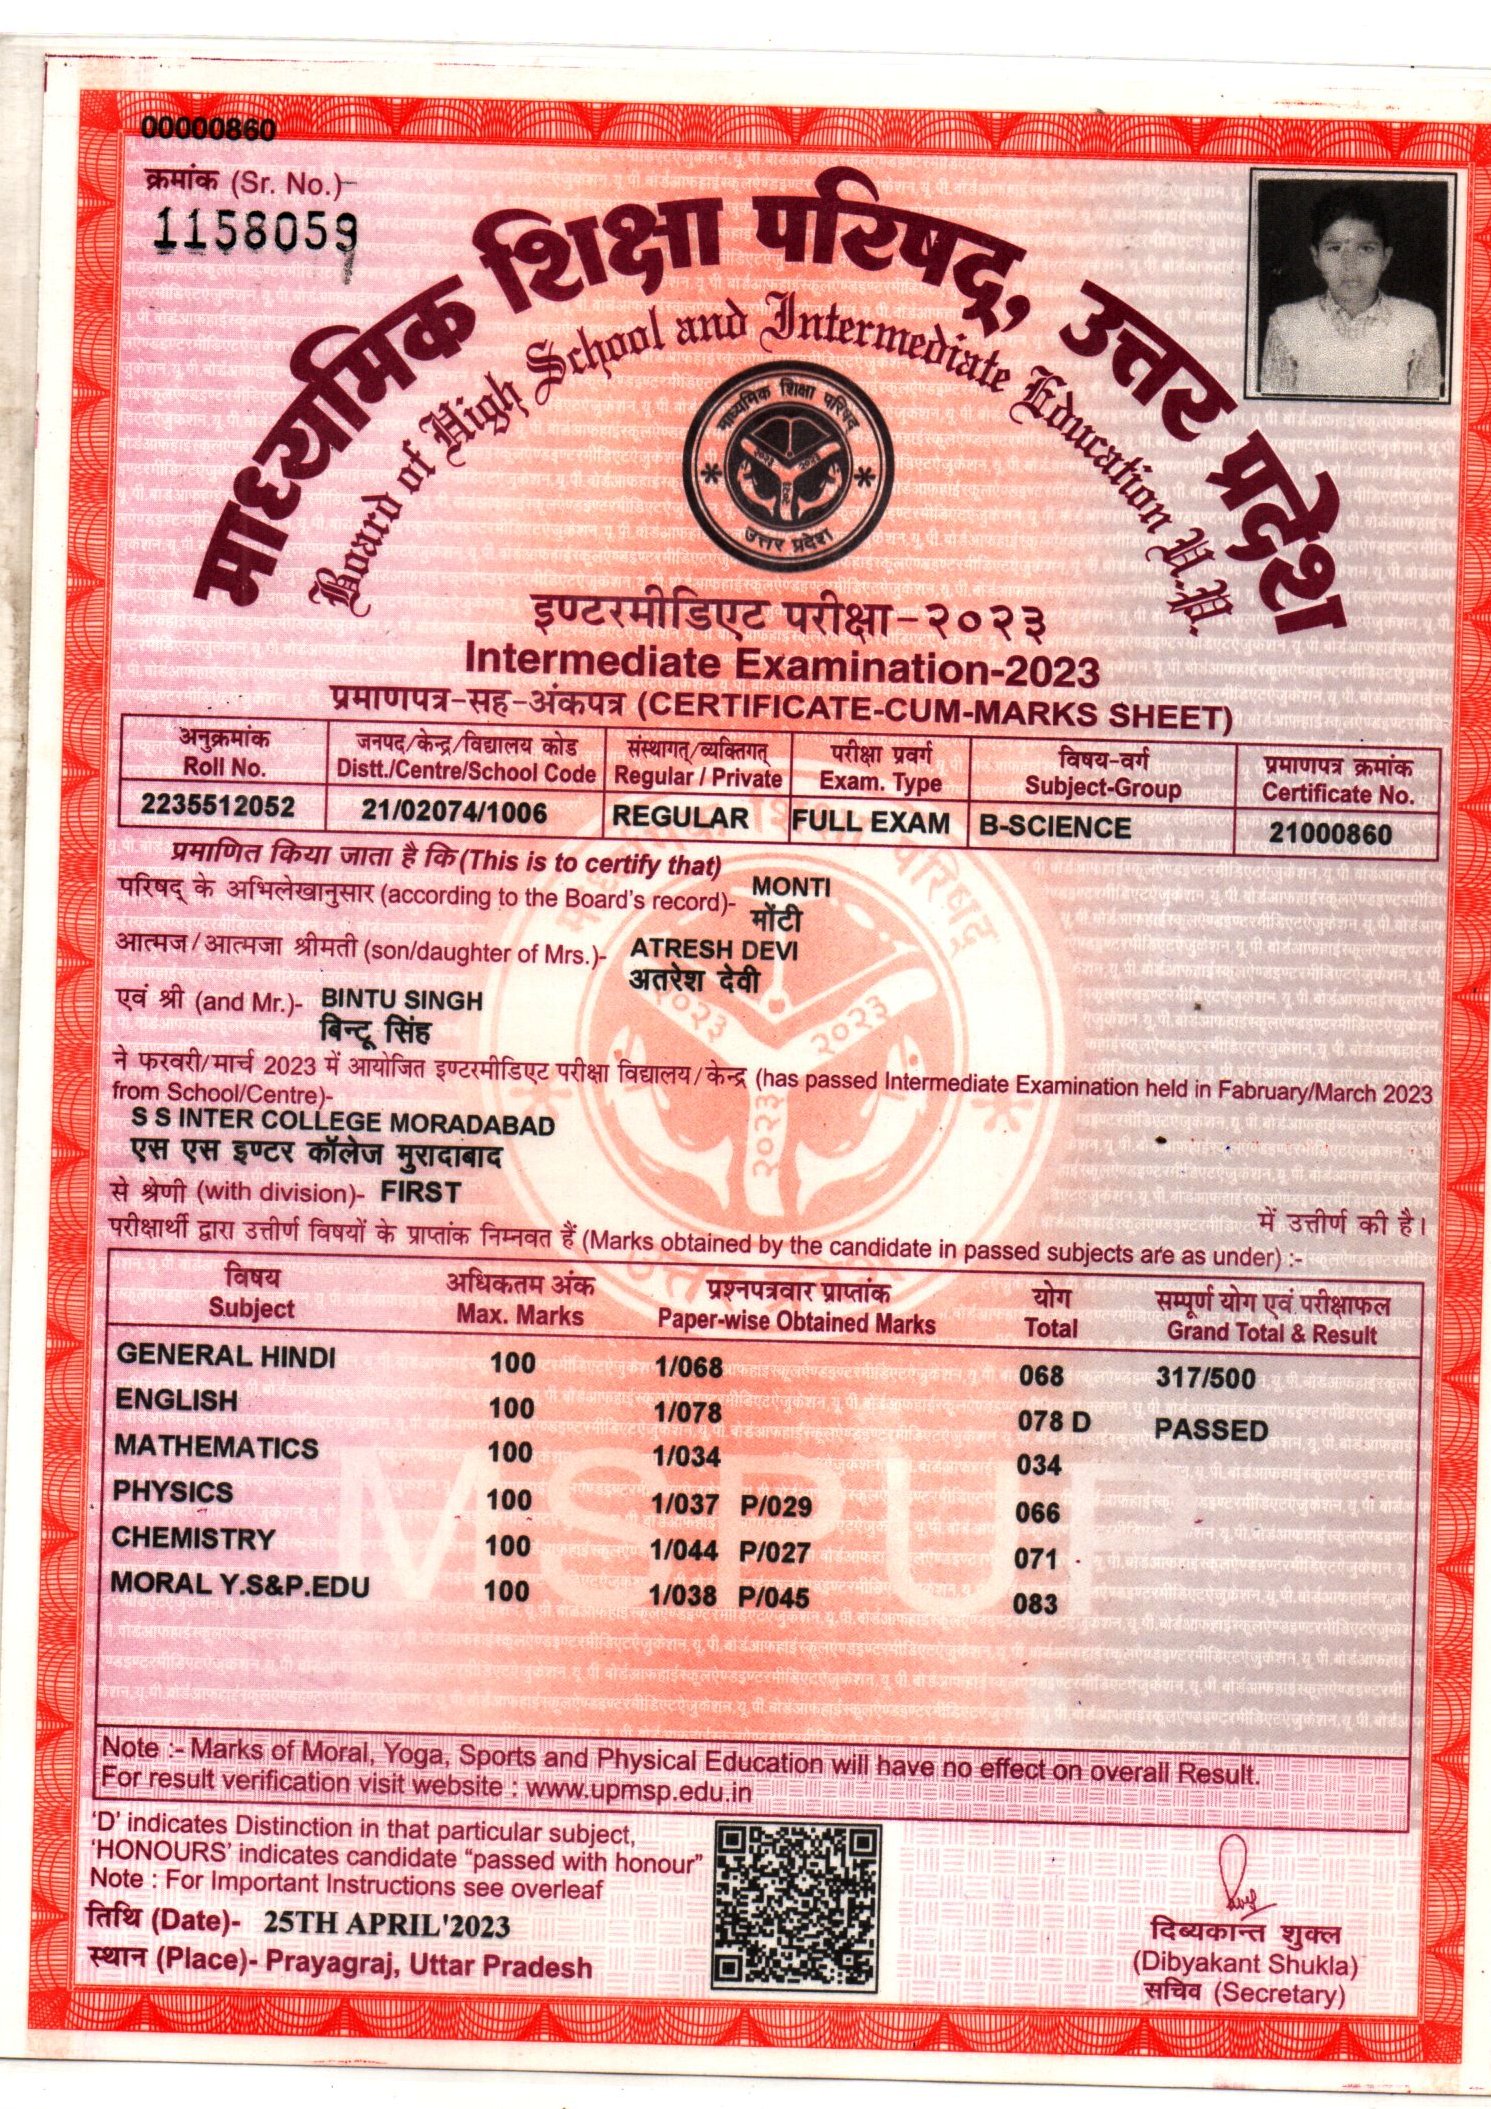 00000860
क्रमांक (Sr. No.)-
1158059
माध्यमिक शिक्षा परिषद्, उत्तर प्रदेश
Board of High School and Intermediate Education U.P.
माध्यमिक शिक्षा परिषद्
२०२३ २०२३
२०२३
उत्तर प्रदेश
इण्टरमीडिएट परीक्षा-२०२३
Intermediate Examination-2023
प्रमाणपत्र-सह-अंकपत्र (CERTIFICATE-CUM-MARKS SHEET)
अनुक्रमांक जनपद/केन्द्र/विद्यालय कोड संस्थागत्/व्यक्तिगत् परीक्षा प्रवर्ग विषय-वर्ग प्रमाणपत्र क्रमांक
Roll No. Distt./Centre/School Code Regular / Private Exam. Type Subject-Group Certificate No.
2235512052 21/02074/1006 REGULAR FULL EXAM B-SCIENCE 21000860
प्रमाणित किया जाता है कि (This is to certify that)
परिषद् के अभिलेखानुसार (according to the Board's record)- MONTI
मोंटी
आत्मज/आत्मजा श्रीमती (son/daughter of Mrs.)- ATRESH DEVI
अतरेश देवी
एवं श्री (and Mr.)- BINTU SINGH
बिन्टू सिंह
ने फरवरी/मार्च 2023 में आयोजित इण्टरमीडिएट परीक्षा विद्यालय/केन्द्र (has passed Intermediate Examination held in Fabruary/March 2023
from School/Centre)-
S S INTER COLLEGE MORADABAD
एस एस इण्टर कॉलेज मुरादाबाद
से श्रेणी (with division)- FIRST
में उत्तीर्ण की है।
परीक्षार्थी द्वारा उत्तीर्ण विषयों के प्राप्तांक निम्नवत हैं (Marks obtained by the candidate in passed subjects are as under) :-
विषय अधिकतम अंक प्रश्नपत्रवार प्राप्तांक योग सम्पूर्ण योग एवं परीक्षाफल
Subject Max. Marks Paper-wise Obtained Marks Total Grand Total & Result
GENERAL HINDI 100 1/068 068 317/500
ENGLISH 100 1/078 078 D PASSED
MATHEMATICS 100 1/034 034
PHYSICS 100 1/037 P/029 066
CHEMISTRY 100 1/044 P/027 071
MORAL Y.S&P.EDU 100 1/038 P/045 083
Note :- Marks of Moral, Yoga, Sports and Physical Education will have no effect on overall Result.
For result verification visit website : www.upmsp.edu.in
'D' indicates Distinction in that particular subject,
'HONOURS' indicates candidate "passed with honour"
Note : For Important Instructions see overleaf
तिथि (Date)- 25TH APRIL'2023
स्थान (Place)- Prayagraj, Uttar Pradesh
दिब्यकान्त शुक्ल
(Dibyakant Shukla)
सचिव (Secretary)